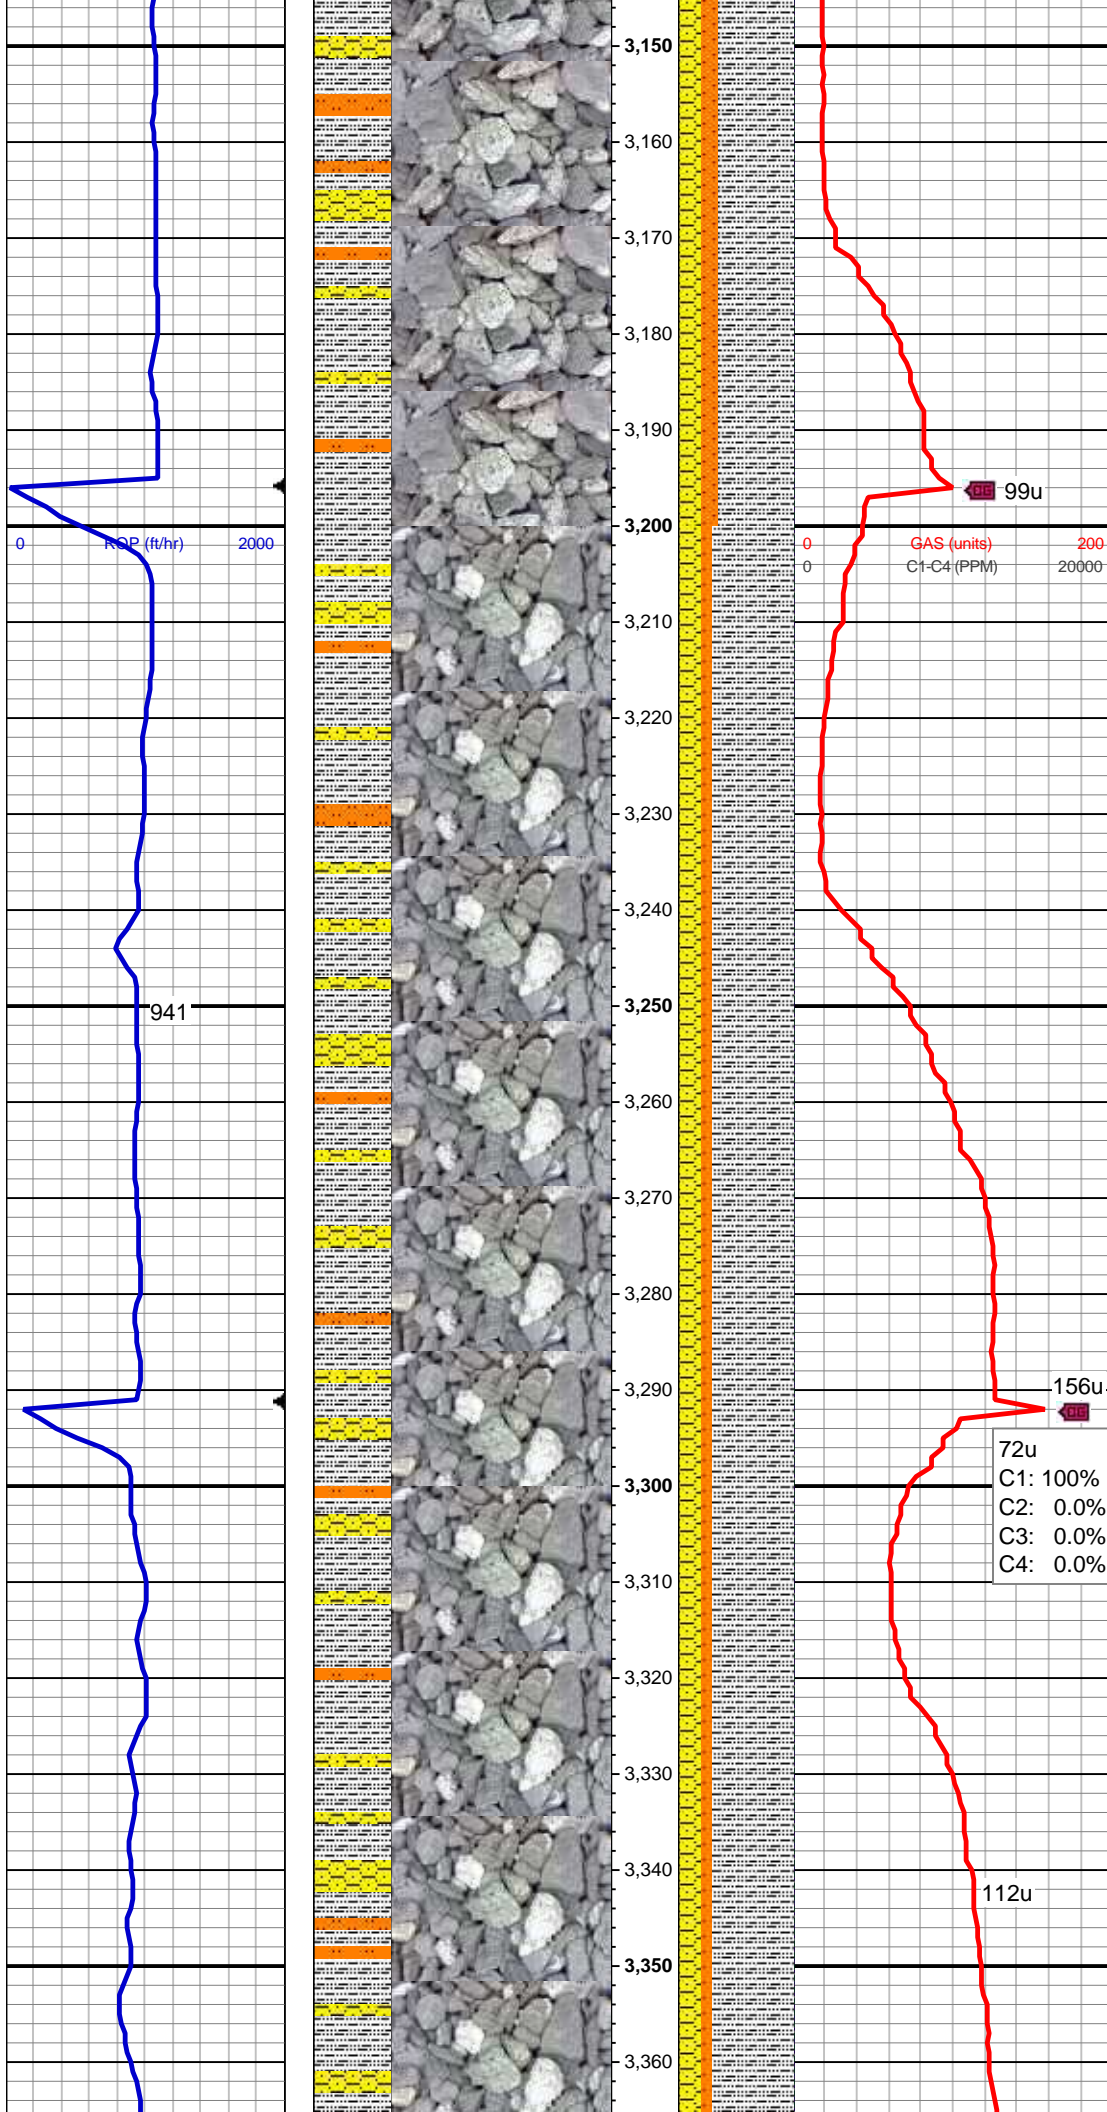 3,150
3,160
3,170
3,180
3,190
CG 99u
3,200
0 ROP (ft/hr) 2000
0 GAS (units) 200
0 C1-C4 (PPM) 20000
3,210
3,220
3,230
3,240
3,250
941
3,260
3,270
3,280
3,290
156u
CG
72u
C1: 100%
C2: 0.0%
C3: 0.0%
C4: 0.0%
3,300
3,310
3,320
3,330
3,340
112u
3,350
3,360